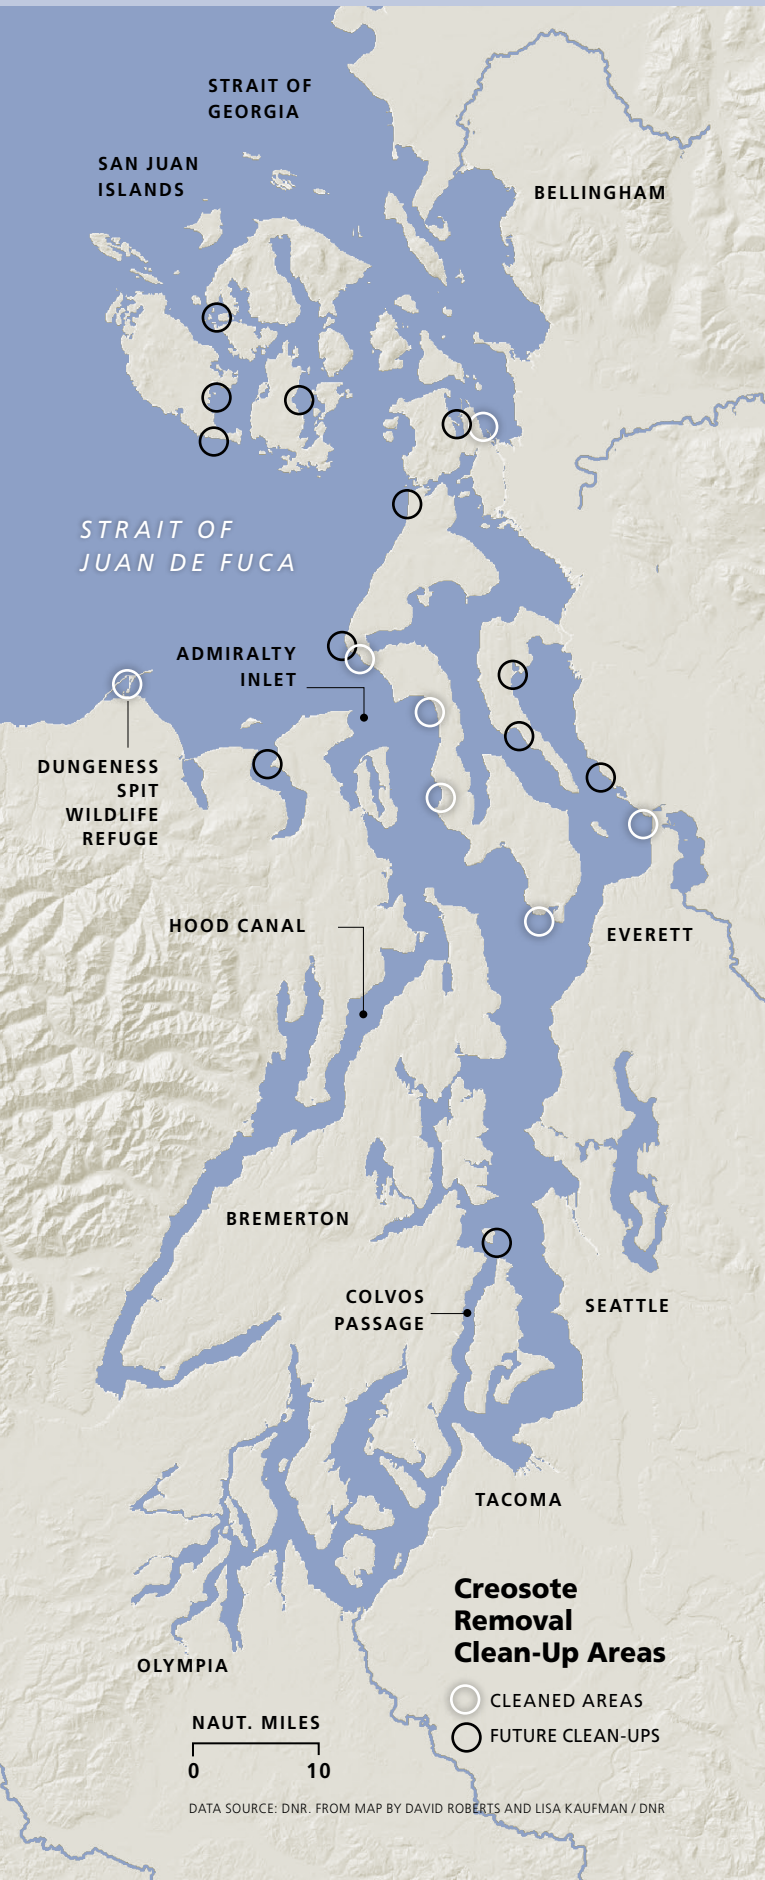 STRAIT OF
GEORGIA
SAN JUAN
ISLANDS
BELLINGHAM
STRAIT OF
JUAN DE FUCA
ADMIRALTY
INLET
DUNGENESS
SPIT
WILDLIFE
REFUGE
HOOD CANAL
EVERETT
BREMERTON
COLVOS
PASSAGE
SEATTLE
TACOMA
Creosote
Removal
Clean-Up Areas
OLYMPIA
CLEANED AREAS
NAUT. MILES
FUTURE CLEAN-UPS
0 10
DATA SOURCE: DNR. FROM MAP BY DAVID ROBERTS AND LISA KAUFMAN / DNR